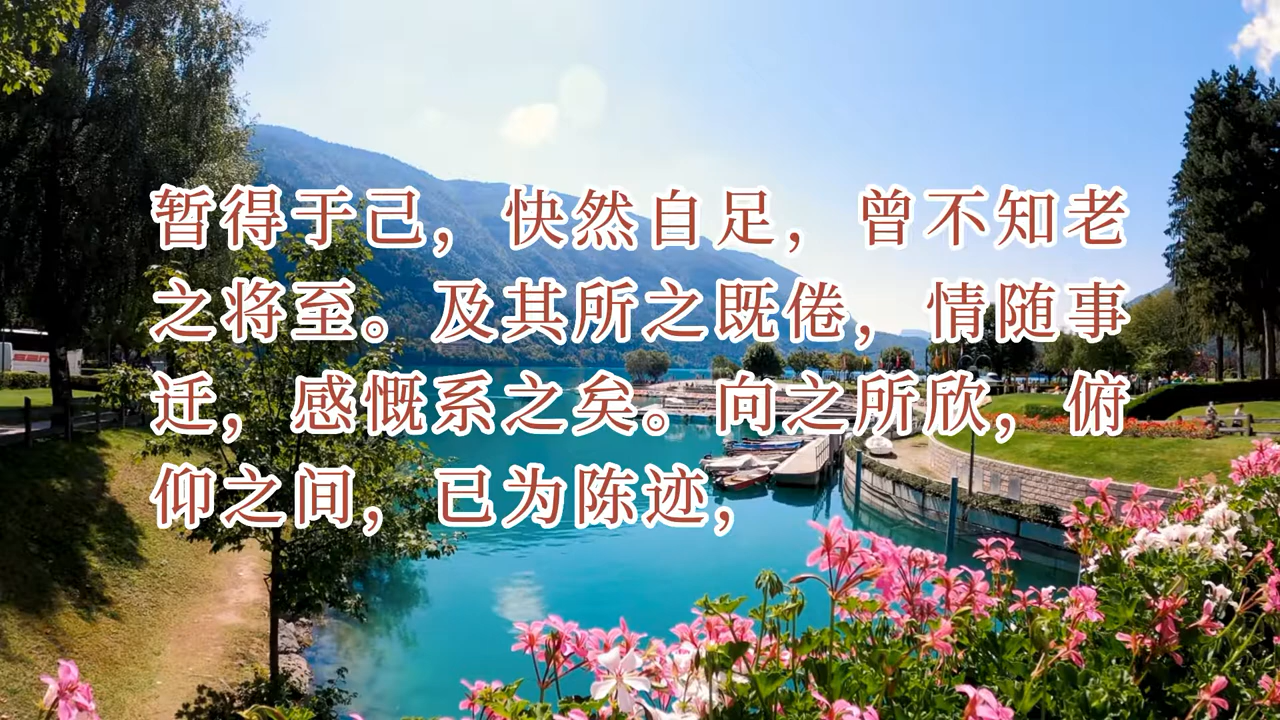 暂得于己，怏然自足，曾不知老
之将至。及其所之既倦，情随事
迁，感慨系之矣。向之所欣，俯
仰之间，已为陈迹，